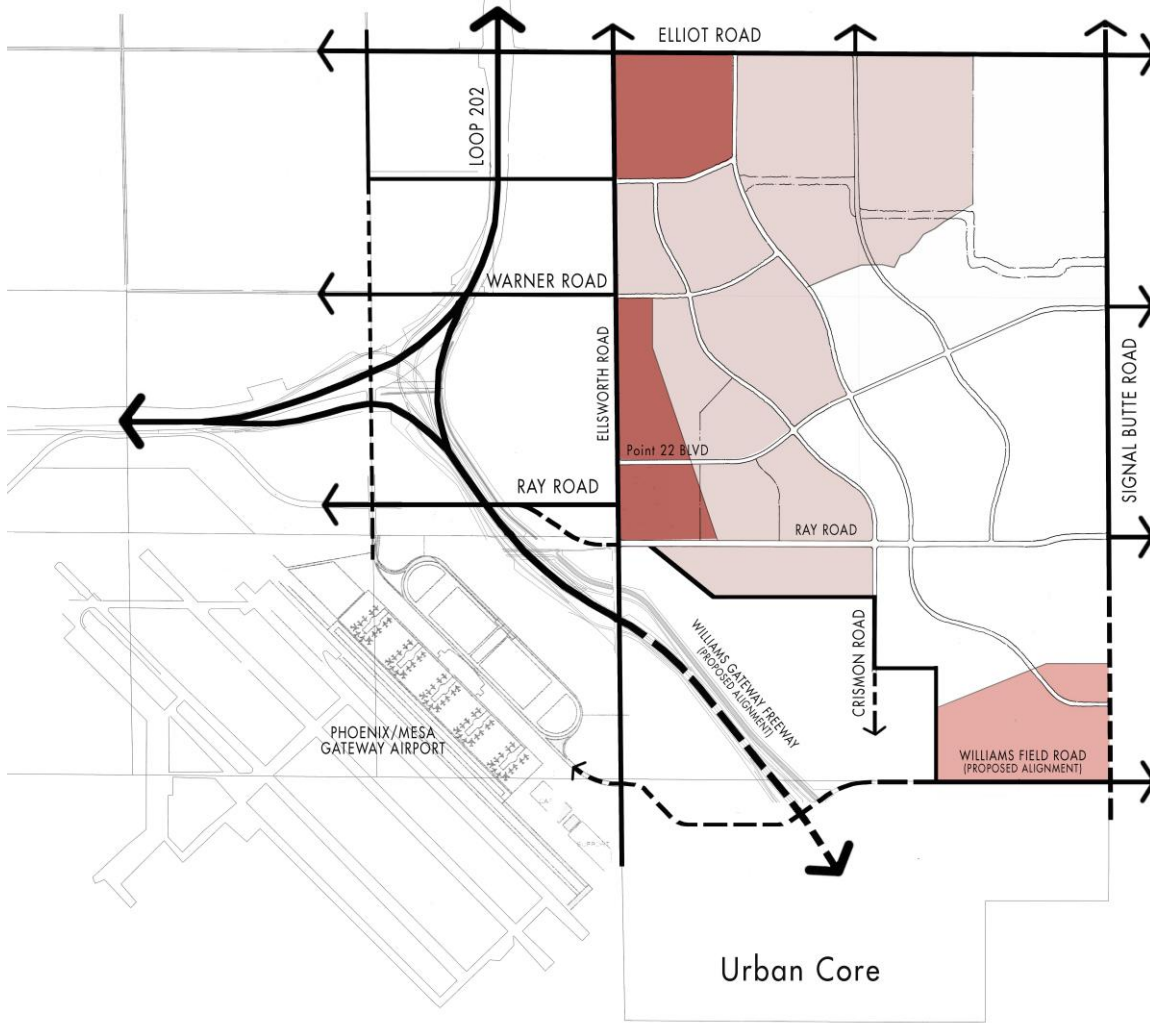 ELLIOT ROAD
LOOP 202
WARNER ROAD
ELLSWORTH ROAD
SIGNAL BUTTE ROAD
Point 22 BLVD
RAY ROAD
RAY ROAD
WILLIAMS GATEWAY FREEWAY
(PROPOSED ALIGNMENT)
CRISMON ROAD
PHOENIX/MESA
GATEWAY AIRPORT
WILLIAMS FIELD ROAD
(PROPOSED ALIGNMENT)
Urban Core